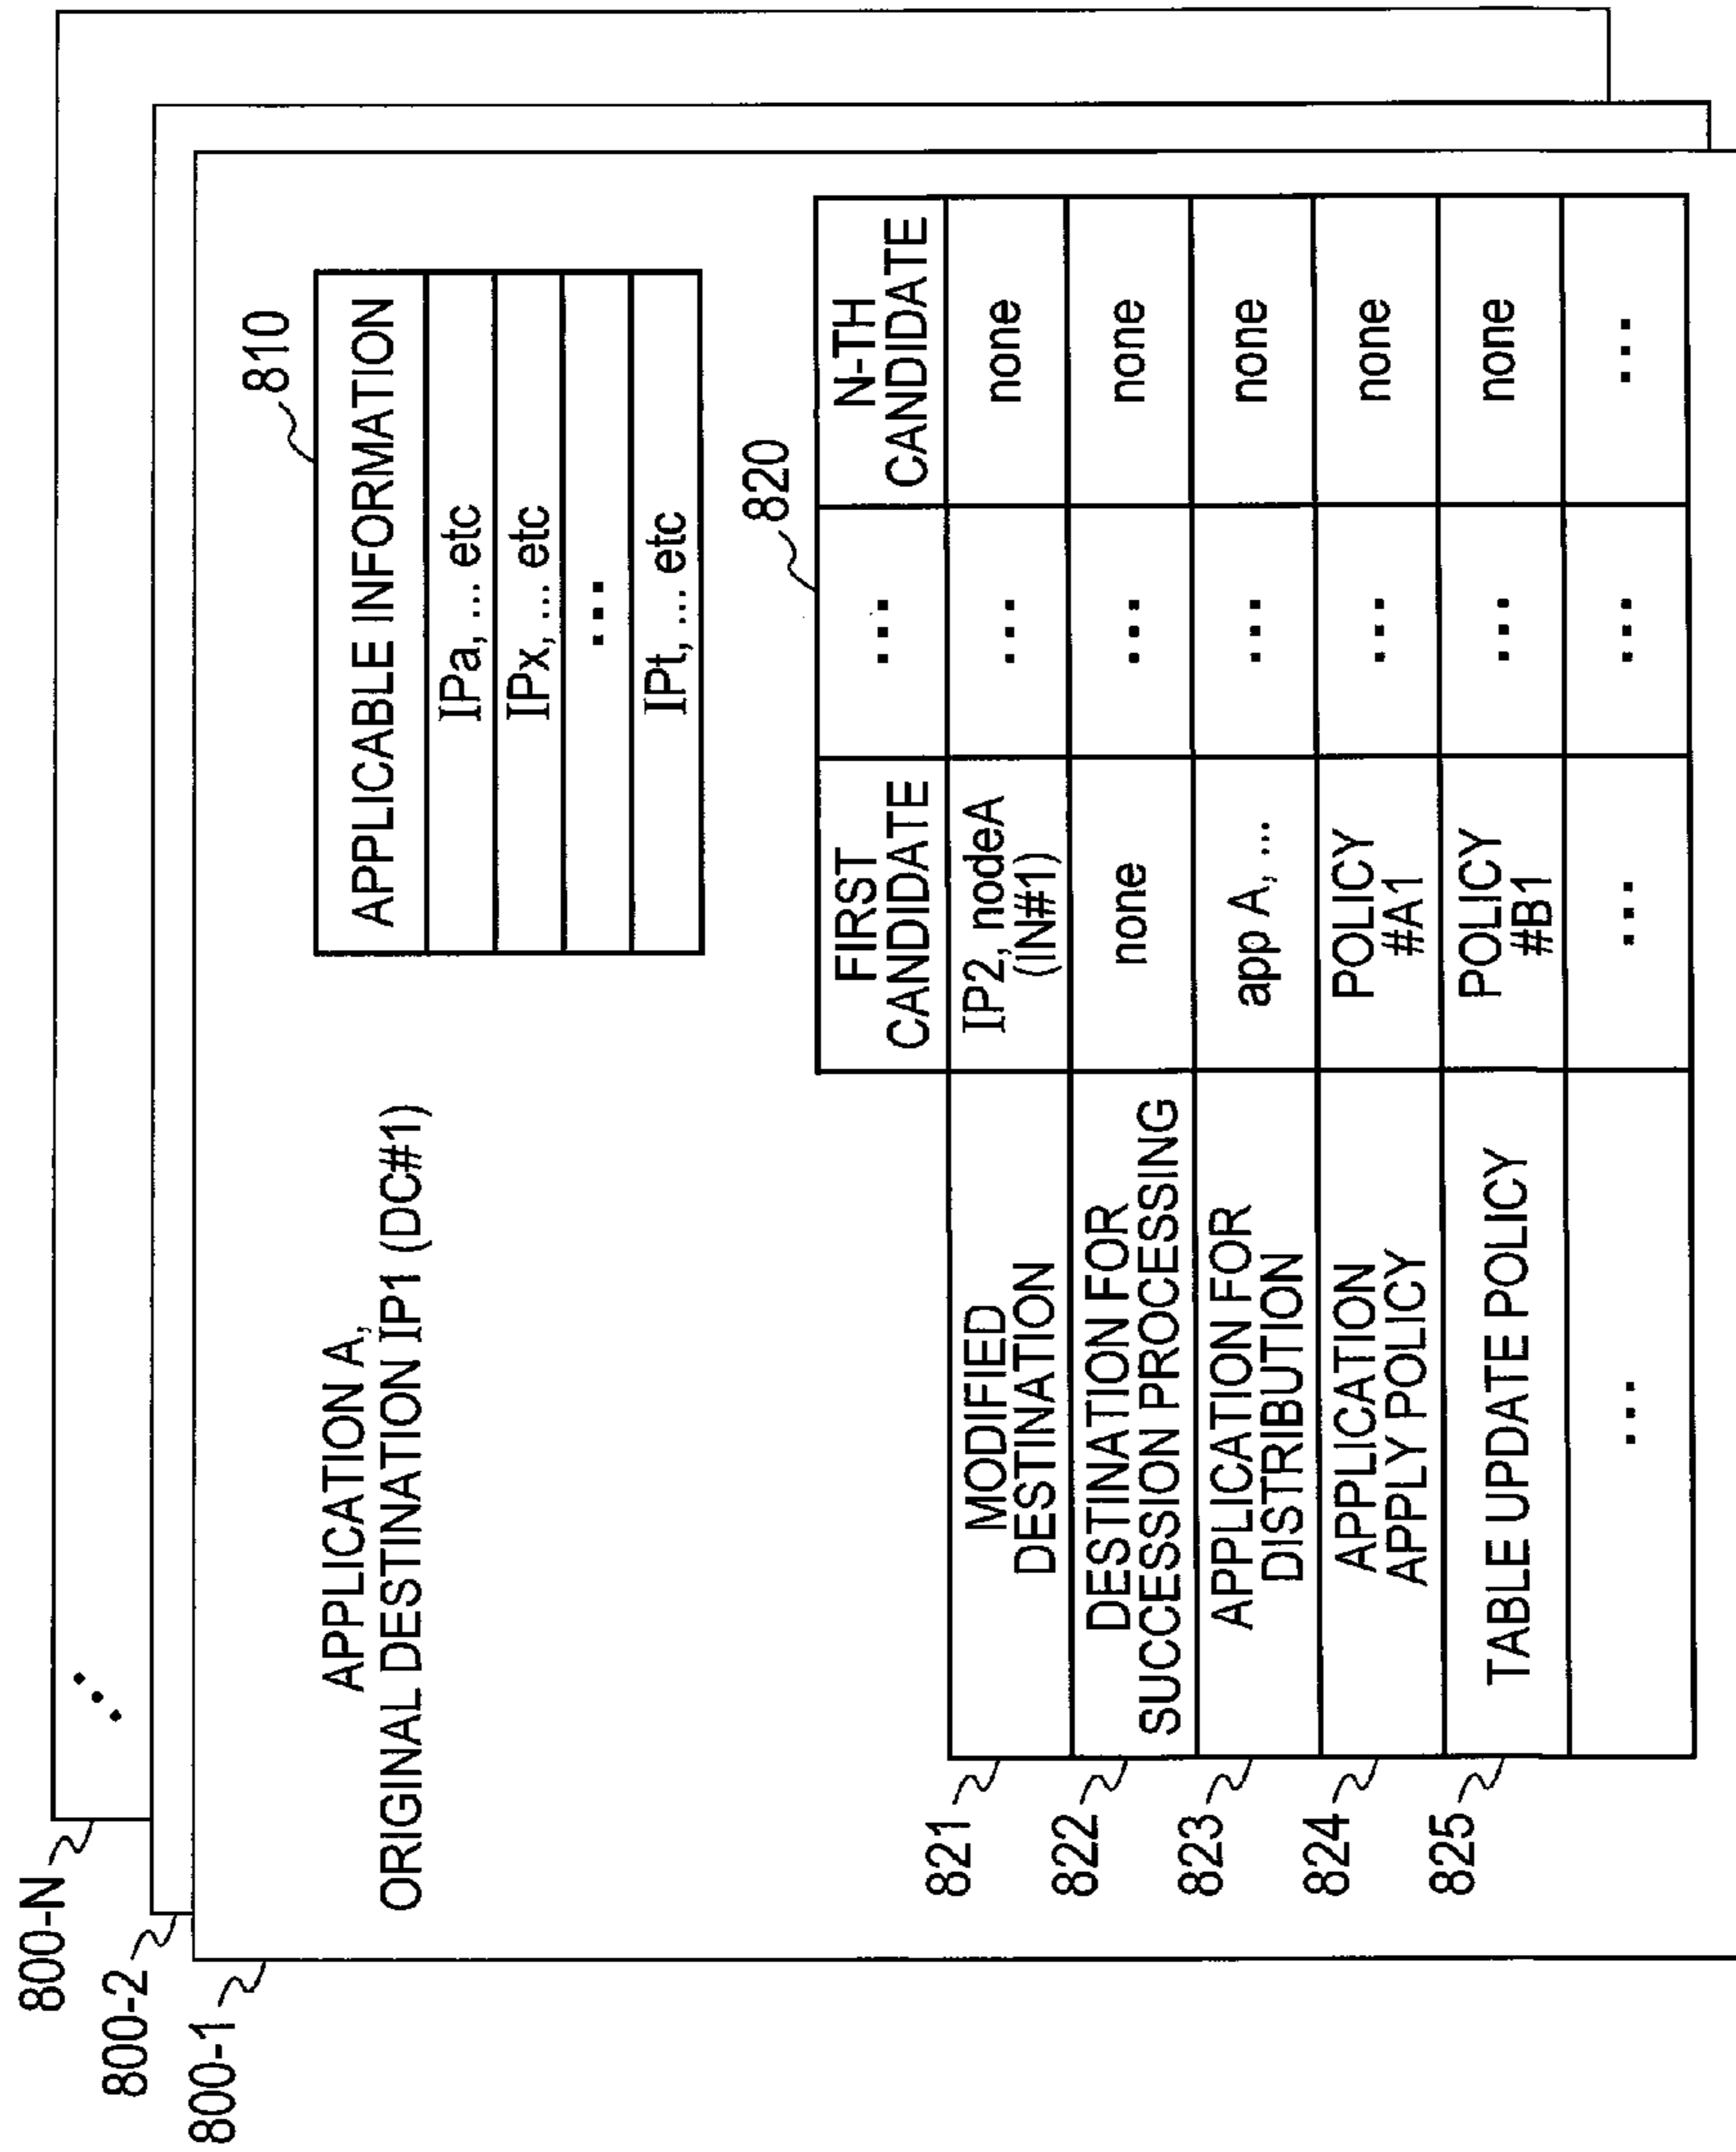 800-N
800-2
800-1
APPLICATION A,
ORIGINAL DESTINATION IP1 (DC#1)
810
APPLICABLE INFORMATION
IPa, ... etc
IPx, ... etc
...
IPt, ... etc
820
FIRST
CANDIDATE
...
N-TH
CANDIDATE
821
MODIFIED
DESTINATION
IP2, nodeA
(IN#1)
...
none
822
DESTINATION FOR
SUCCESSION PROCESSING
none
...
none
823
APPLICATION FOR
DISTRIBUTION
app A, ...
...
none
824
APPLICATION
APPLY POLICY
POLICY
#A1
...
none
825
TABLE UPDATE POLICY
POLICY
#B1
...
none
...
...
...
...